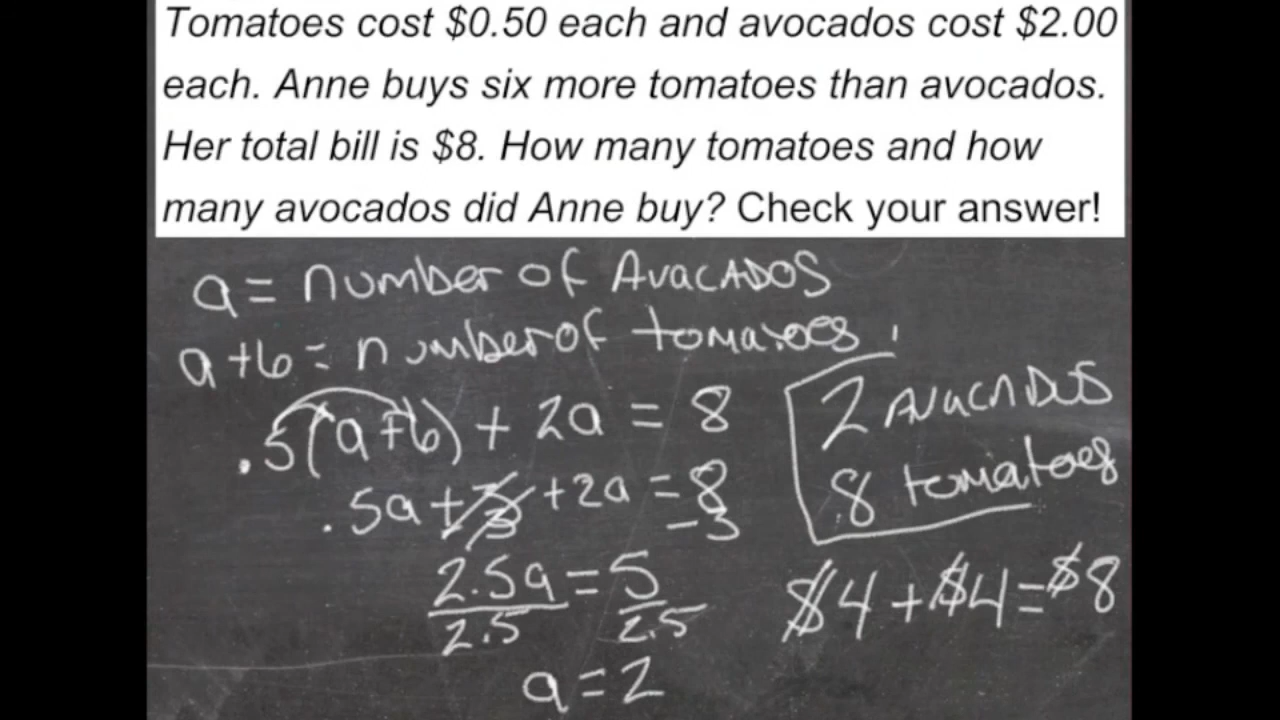 Tomatoes cost $0.50 each and avocados cost $2.00
each. Anne buys six more tomatoes than avocados.
Her total bill is $8. How many tomatoes and how
many avocados did Anne buy? Check your answer!
a = number of AvacADOS
a+6 = number of tomatoes
.5(a+6) + 2a = 8
.5a + 3 + 2a = 8
-3 -3
2.5a = 5
2.5 2.5
a = 2
2 AvacADOS
8 tomatoes
$4 + $4 = $8